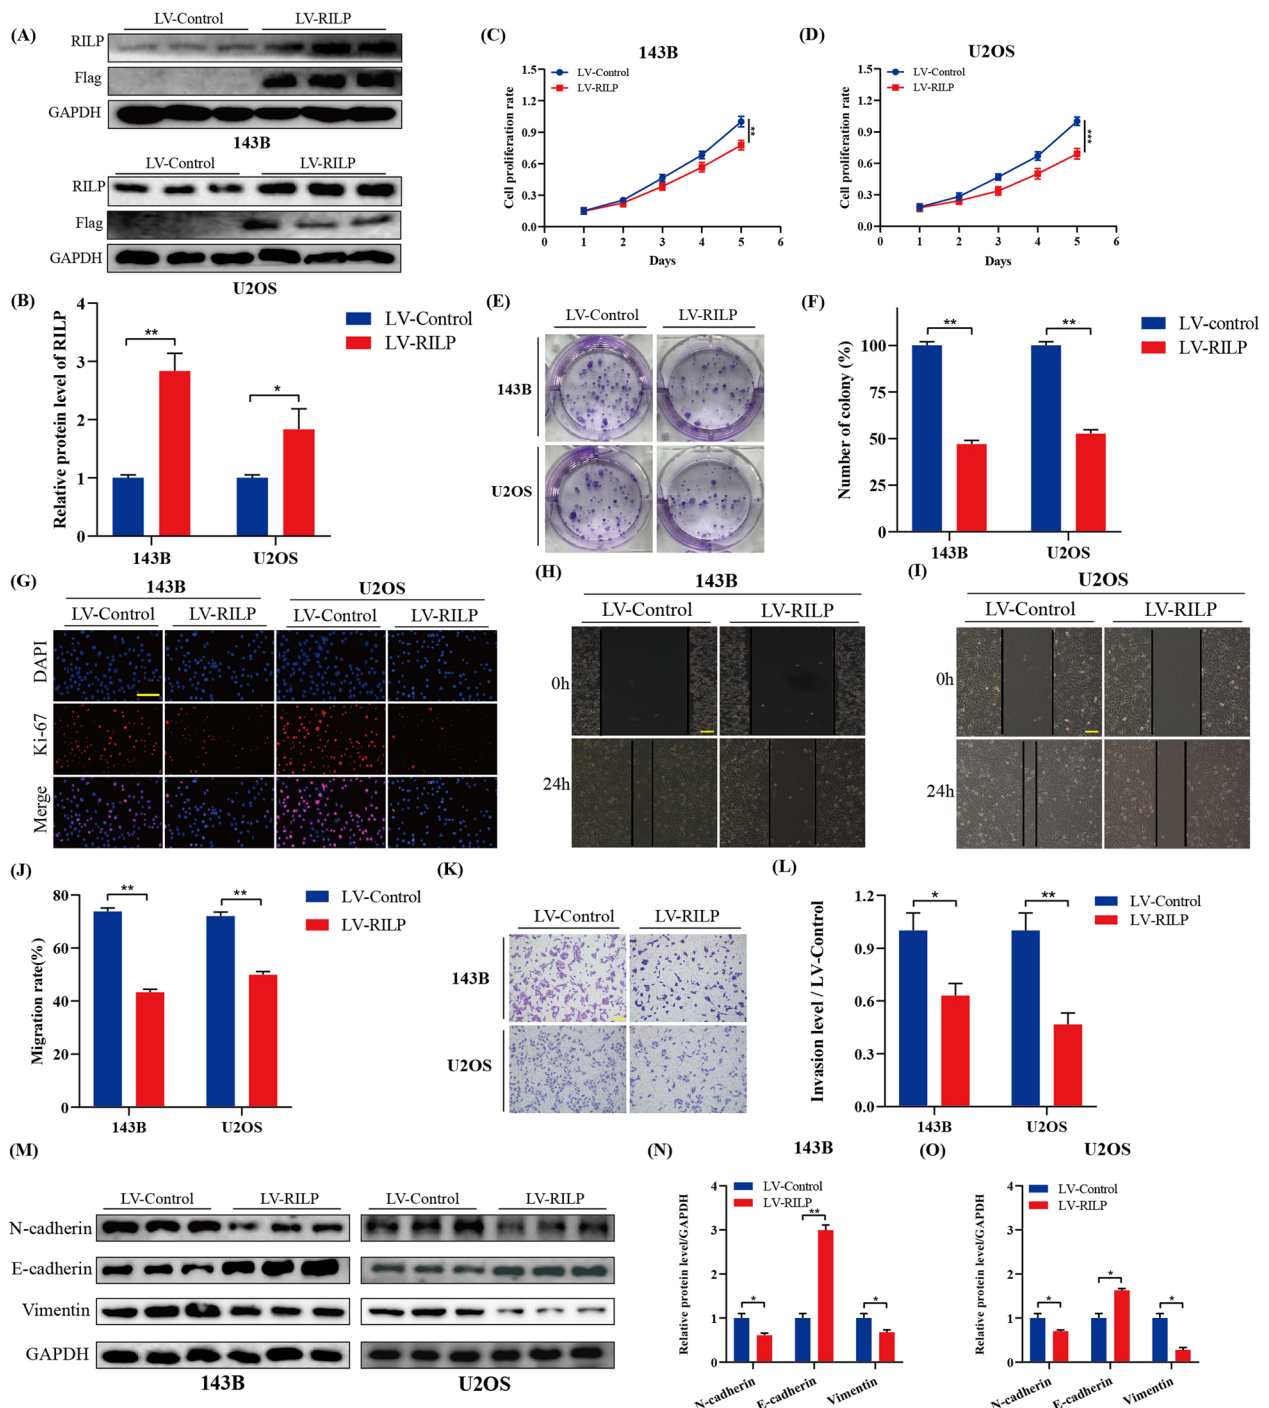 (A)
LV-Control LV-RILP
RILP
Flag
GAPDH
143B
LV-Control LV-RILP
RILP
Flag
GAPDH
U2OS
(B)
Relative protein level of RILP
4
3
2
1
0
**
*
143B U2OS
LV-Control
LV-RILP
(C)
143B
Cell proliferation rate
1.5
1.2
0.9
0.6
0.3
0.0
LV-Control
LV-RILP
**
0 1 2 3 4 5 6
Days
(D)
U2OS
Cell proliferation rate
1.5
1.2
0.9
0.6
0.3
0.0
LV-Control
LV-RILP
***
0 1 2 3 4 5 6
Days
(E)
LV-Control LV-RILP
143B
U2OS
(F)
Number of colony (%)
100
75
50
25
0
** **
143B U2OS
LV-control
LV-RILP
(G)
143B U2OS
LV-Control LV-RILP LV-Control LV-RILP
DAPI
Ki-67
Merge
(H)
143B
LV-Control LV-RILP
0h
24h
(I)
U2OS
LV-Control LV-RILP
0h
24h
(J)
Migration rate(%)
80
60
40
20
0
** **
143B U2OS
LV-Control
LV-RILP
(K)
LV-Control LV-RILP
143B
U2OS
(L)
Invasion level / LV-Control
1.2
0.9
0.6
0.3
0.0
* **
143B U2OS
LV-Control
LV-RILP
(M)
LV-Control LV-RILP LV-Control LV-RILP
N-cadherin
E-cadherin
Vimentin
GAPDH
143B U2OS
(N)
143B
Relative protein level/GAPDH
4
3
2
1
0
LV-Control
LV-RILP
* ** *
N-cadherin E-cadherin Vimentin
(O)
U2OS
Relative protein level/GAPDH
4
3
2
1
0
LV-Control
LV-RILP
* * *
N-cadherin E-cadherin Vimentin